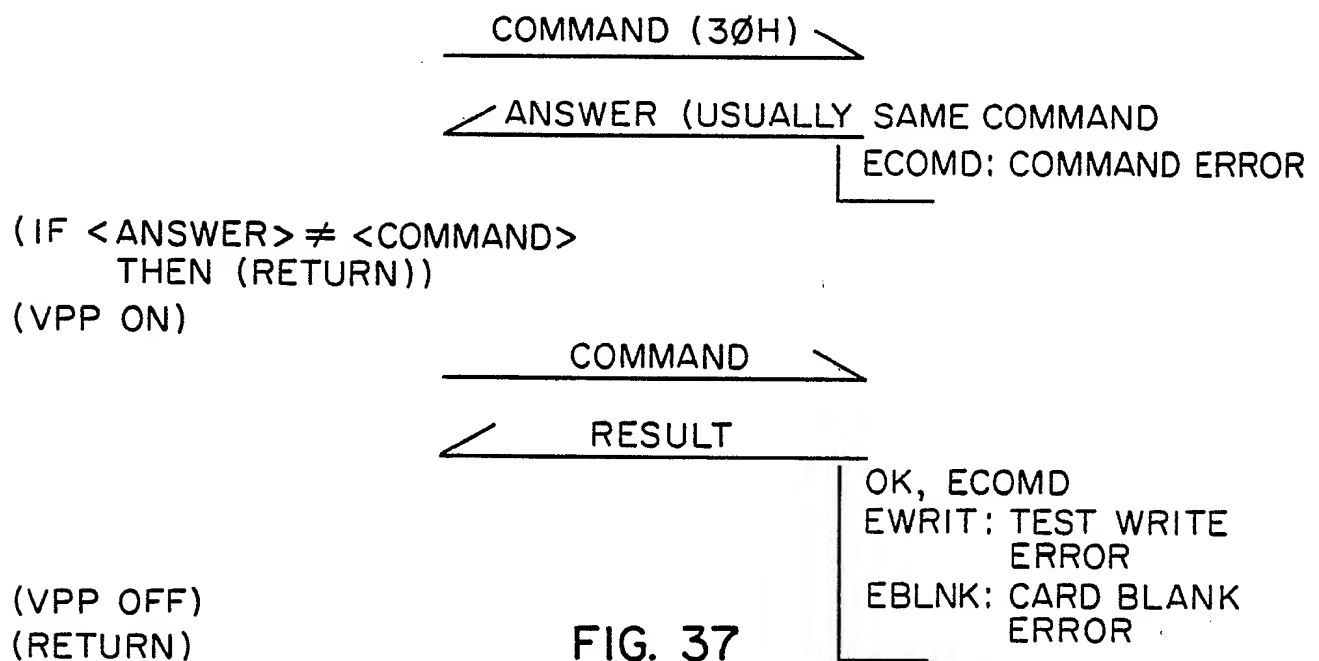 COMMAND (3ØH)
ANSWER (USUALLY SAME COMMAND
ECOMD: COMMAND ERROR
(IF <ANSWER> ≠ <COMMAND>
THEN (RETURN))
(VPP ON)
COMMAND
RESULT
OK, ECOMD
EWRIT: TEST WRITE
ERROR
EBLNK: CARD BLANK
ERROR
(VPP OFF)
(RETURN)
FIG. 37